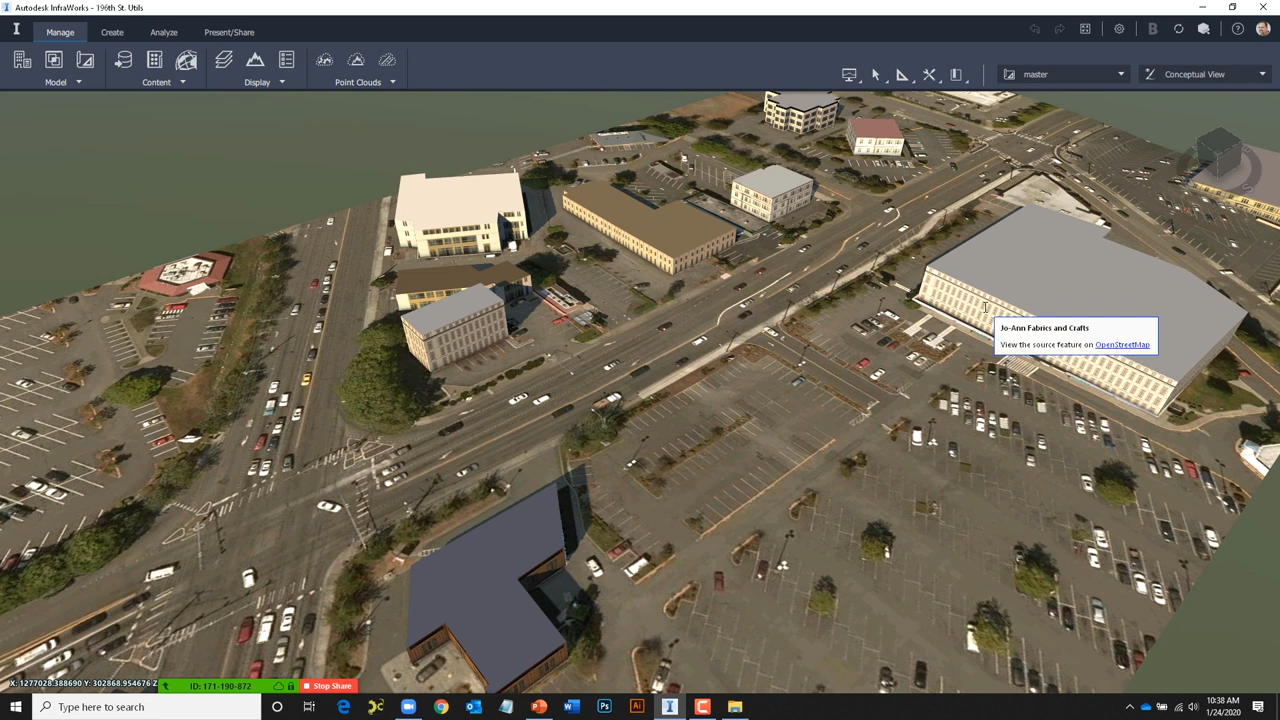 Autodesk InfraWorks - 196th St. Utils
Manage Create Analyze Present/Share
Model Content Display Point Clouds
master Conceptual View
Jo-Ann Fabrics and Crafts
View the source feature on OpenStreetMap
X: 1277028.388690 Y: 302868.954676 Z
ID: 171-190-872 Stop Share
Type here to search
10:38 AM
1/24/2020